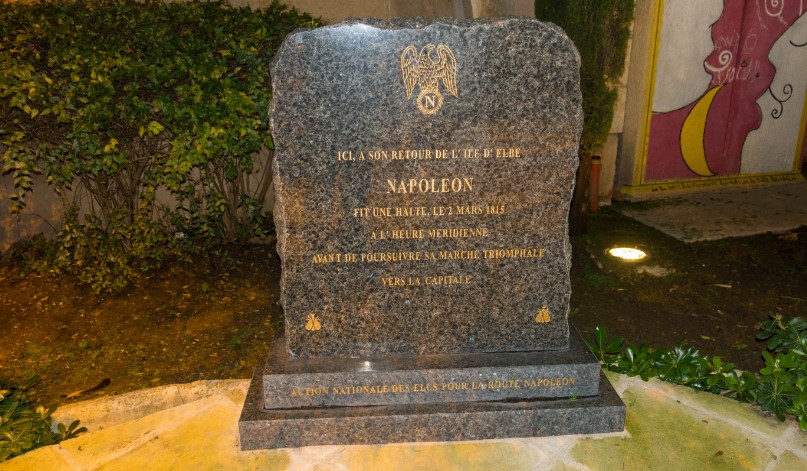 N
ICI, A SON RETOUR DE L' ILE D' ELBE
NAPOLEON
FIT UNE HALTE, LE 2 MARS 1815
A L'HEURE MERIDIENNE
AVANT DE POURSUIVRE SA MARCHE TRIOMPHALE
VERS LA CAPITALE
ACTION NATIONALE DES ELUS POUR LA ROUTE NAPOLEON